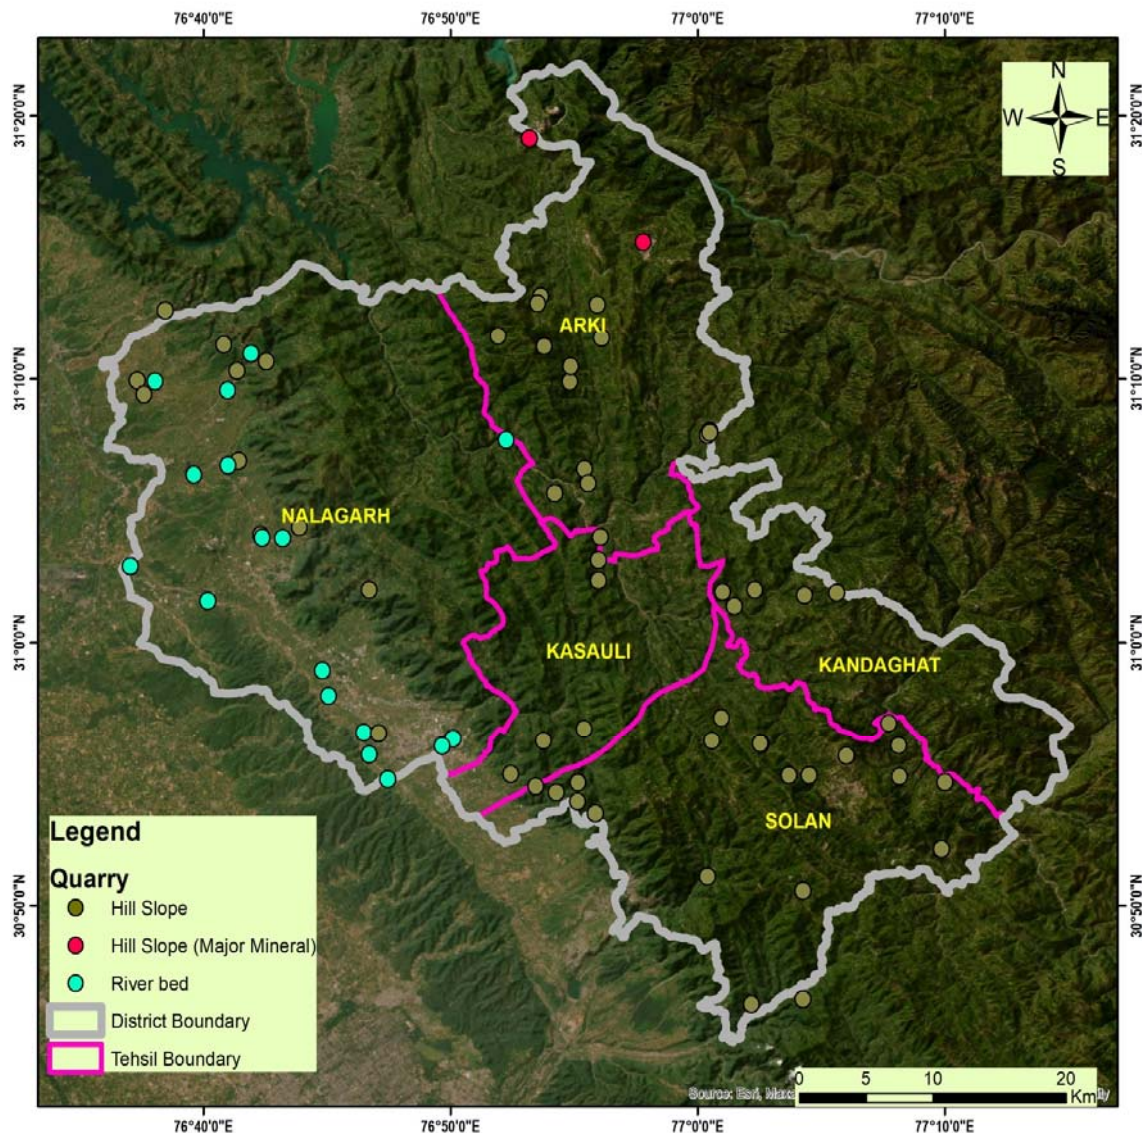 76°40'0"E 76°50'0"E 77°0'0"E 77°10'0"E
N
W E
S
31°20'0"N 31°20'0"N
ARKI
31°10'0"N 31°10'0"N
NALAGARH
31°0'0"N 31°0'0"N
KASAULI
KANDAGHAT
SOLAN
30°50'0"N 30°50'0"N
Legend
Quarry
Hill Slope
Hill Slope (Major Mineral)
River bed
District Boundary
Tehsil Boundary
0 5 10 20
Km
Source: Esri,
76°40'0"E 76°50'0"E 77°0'0"E 77°10'0"E